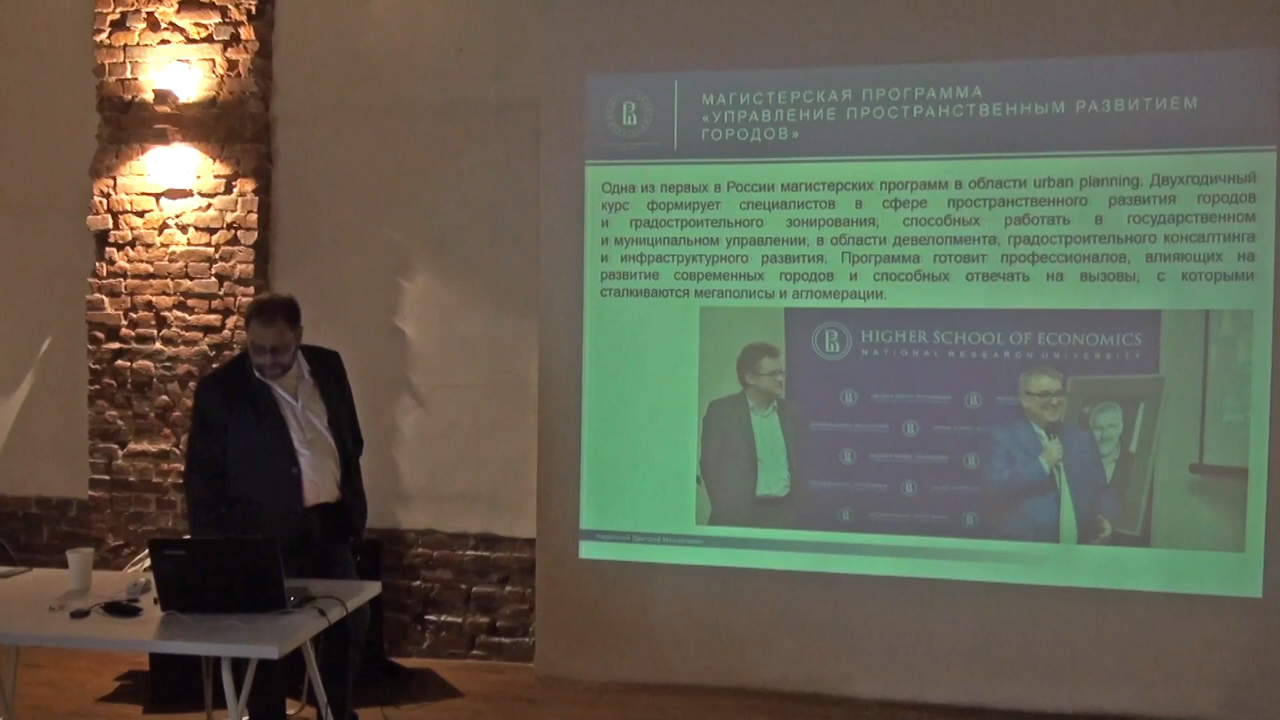 МАГИСТЕРСКАЯ ПРОГРАММА
«УПРАВЛЕНИЕ ПРОСТРАНСТВЕННЫМ РАЗВИТИЕМ
ГОРОДОВ»
Одна из первых в России магистерских программ в области urban planning. Двухгодичный
курс формирует специалистов в сфере пространственного развития городов
и градостроительного зонирования, способных работать в государственном
и муниципальном управлении, в области девелопмента, градостроительного консалтинга
и инфраструктурного развития. Программа готовит профессионалов, влияющих на
развитие современных городов и способных отвечать на вызовы, с которыми
сталкиваются мегаполисы и агломерации.
HIGHER SCHOOL OF ECONOMICS
NATIONAL RESEARCH UNIVERSITY